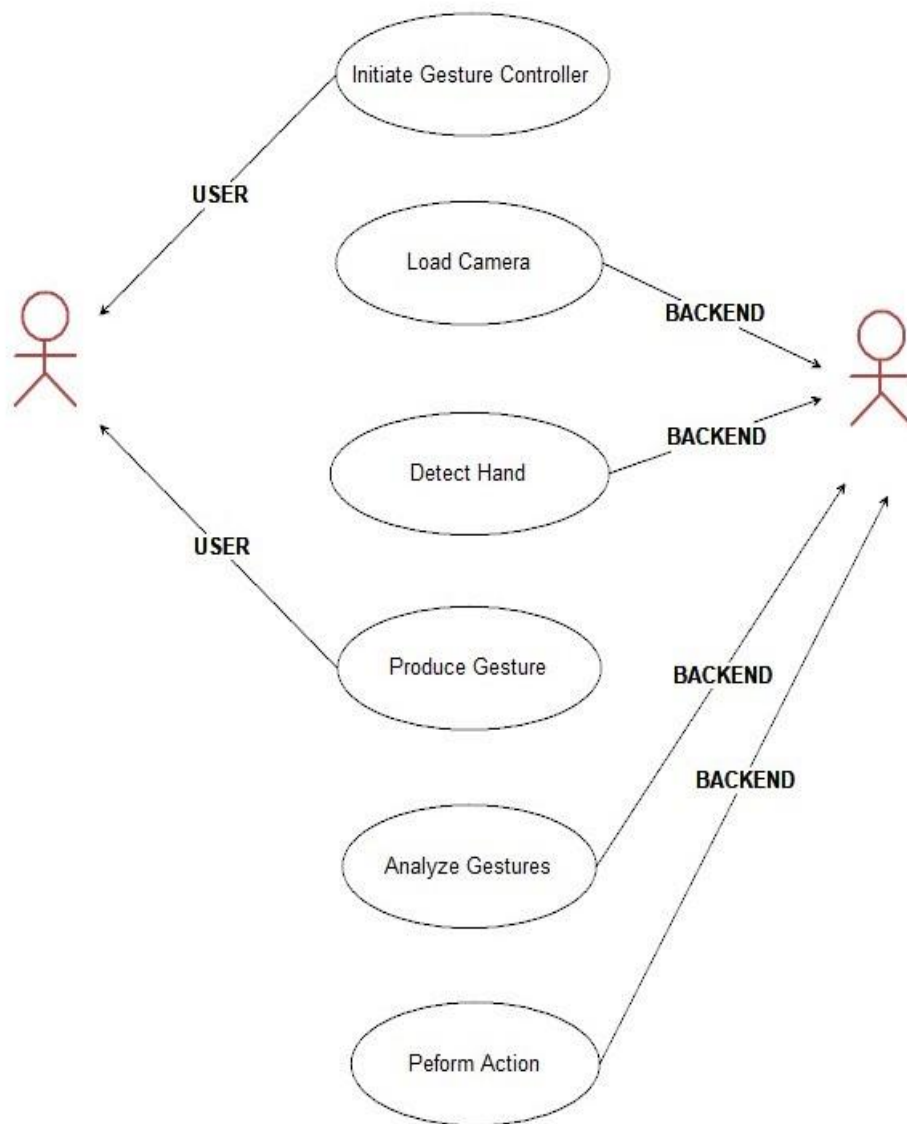 Initiate Gesture Controller
USER
Load Camera
BACKEND
BACKEND
Detect Hand
USER
Produce Gesture
BACKEND
BACKEND
Analyze Gestures
Peform Action